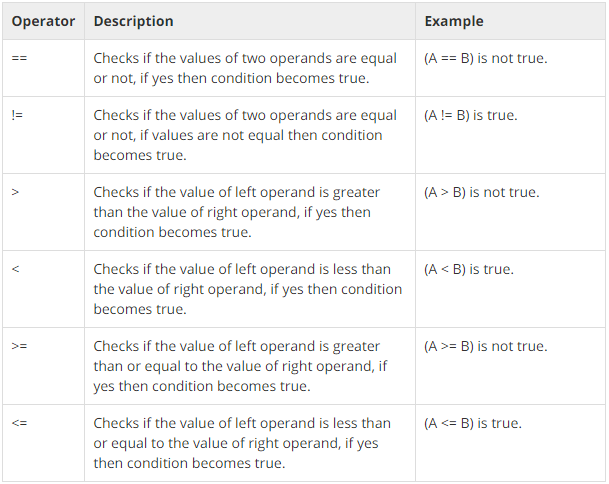 Operator Description Example
== Checks if the values of two operands are equal (A == B) is not true.
or not, if yes then condition becomes true.
!= Checks if the values of two operands are equal (A != B) is true.
or not, if values are not equal then condition
becomes true.
> Checks if the value of left operand is greater (A > B) is not true.
than the value of right operand, if yes then
condition becomes true.
< Checks if the value of left operand is less than (A < B) is true.
the value of right operand, if yes then condition
becomes true.
>= Checks if the value of left operand is greater (A >= B) is not true.
than or equal to the value of right operand, if
yes then condition becomes true.
<= Checks if the value of left operand is less than (A <= B) is true.
or equal to the value of right operand, if yes
then condition becomes true.